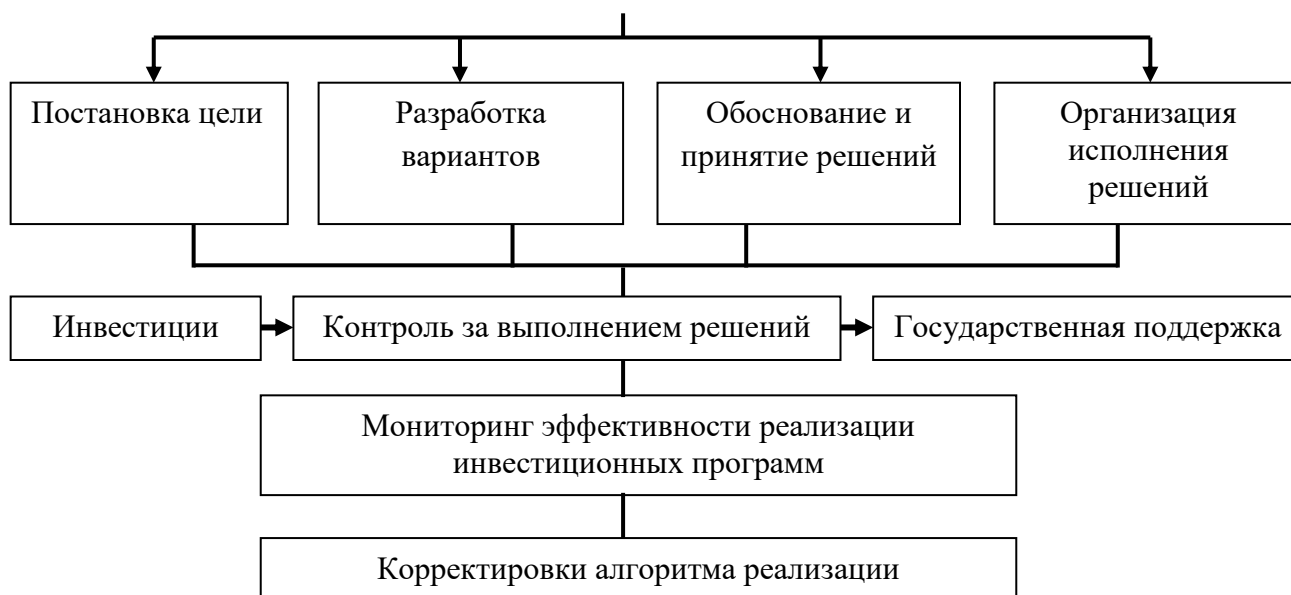 Постановка цели
Разработка
вариантов
Обоснование и
принятие решений
Организация
исполнения
решений
Инвестиции
Контроль за выполнением решений
Государственная поддержка
Мониторинг эффективности реализации
инвестиционных программ
Корректировки алгоритма реализации